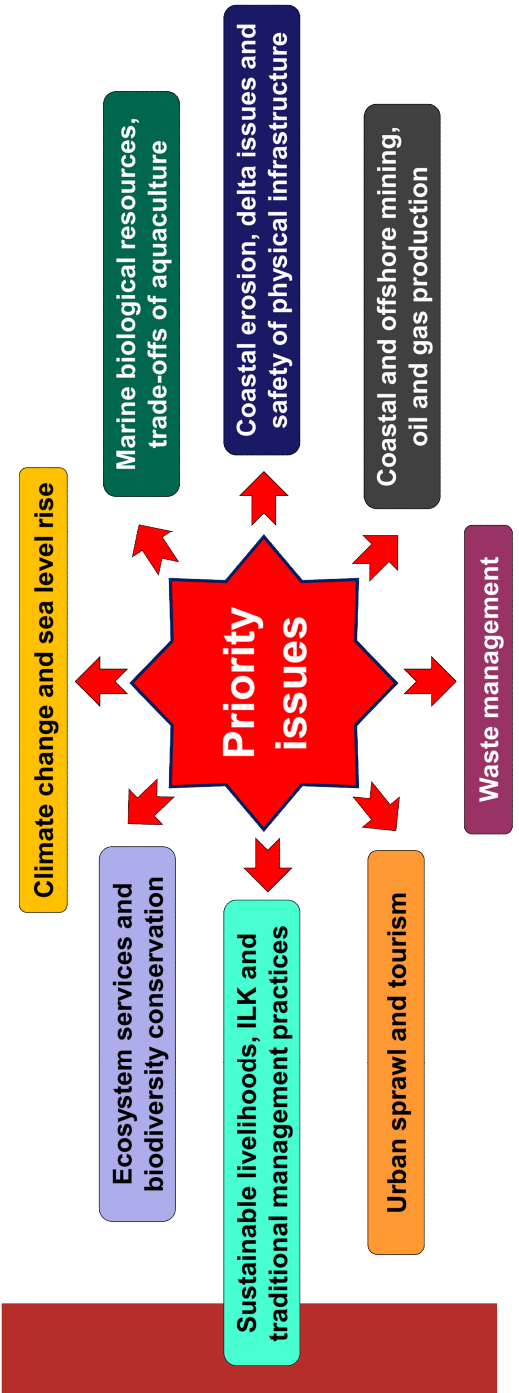 Climate change and sea level rise
Ecosystem services and
biodiversity conservation
Marine biological resources,
trade-offs of aquaculture
Sustainable livelihoods, ILK and
traditional management practices
Priority
issues
Coastal erosion, delta issues and
safety of physical infrastructure
Urban sprawl and tourism
Coastal and offshore mining,
oil and gas production
Waste management